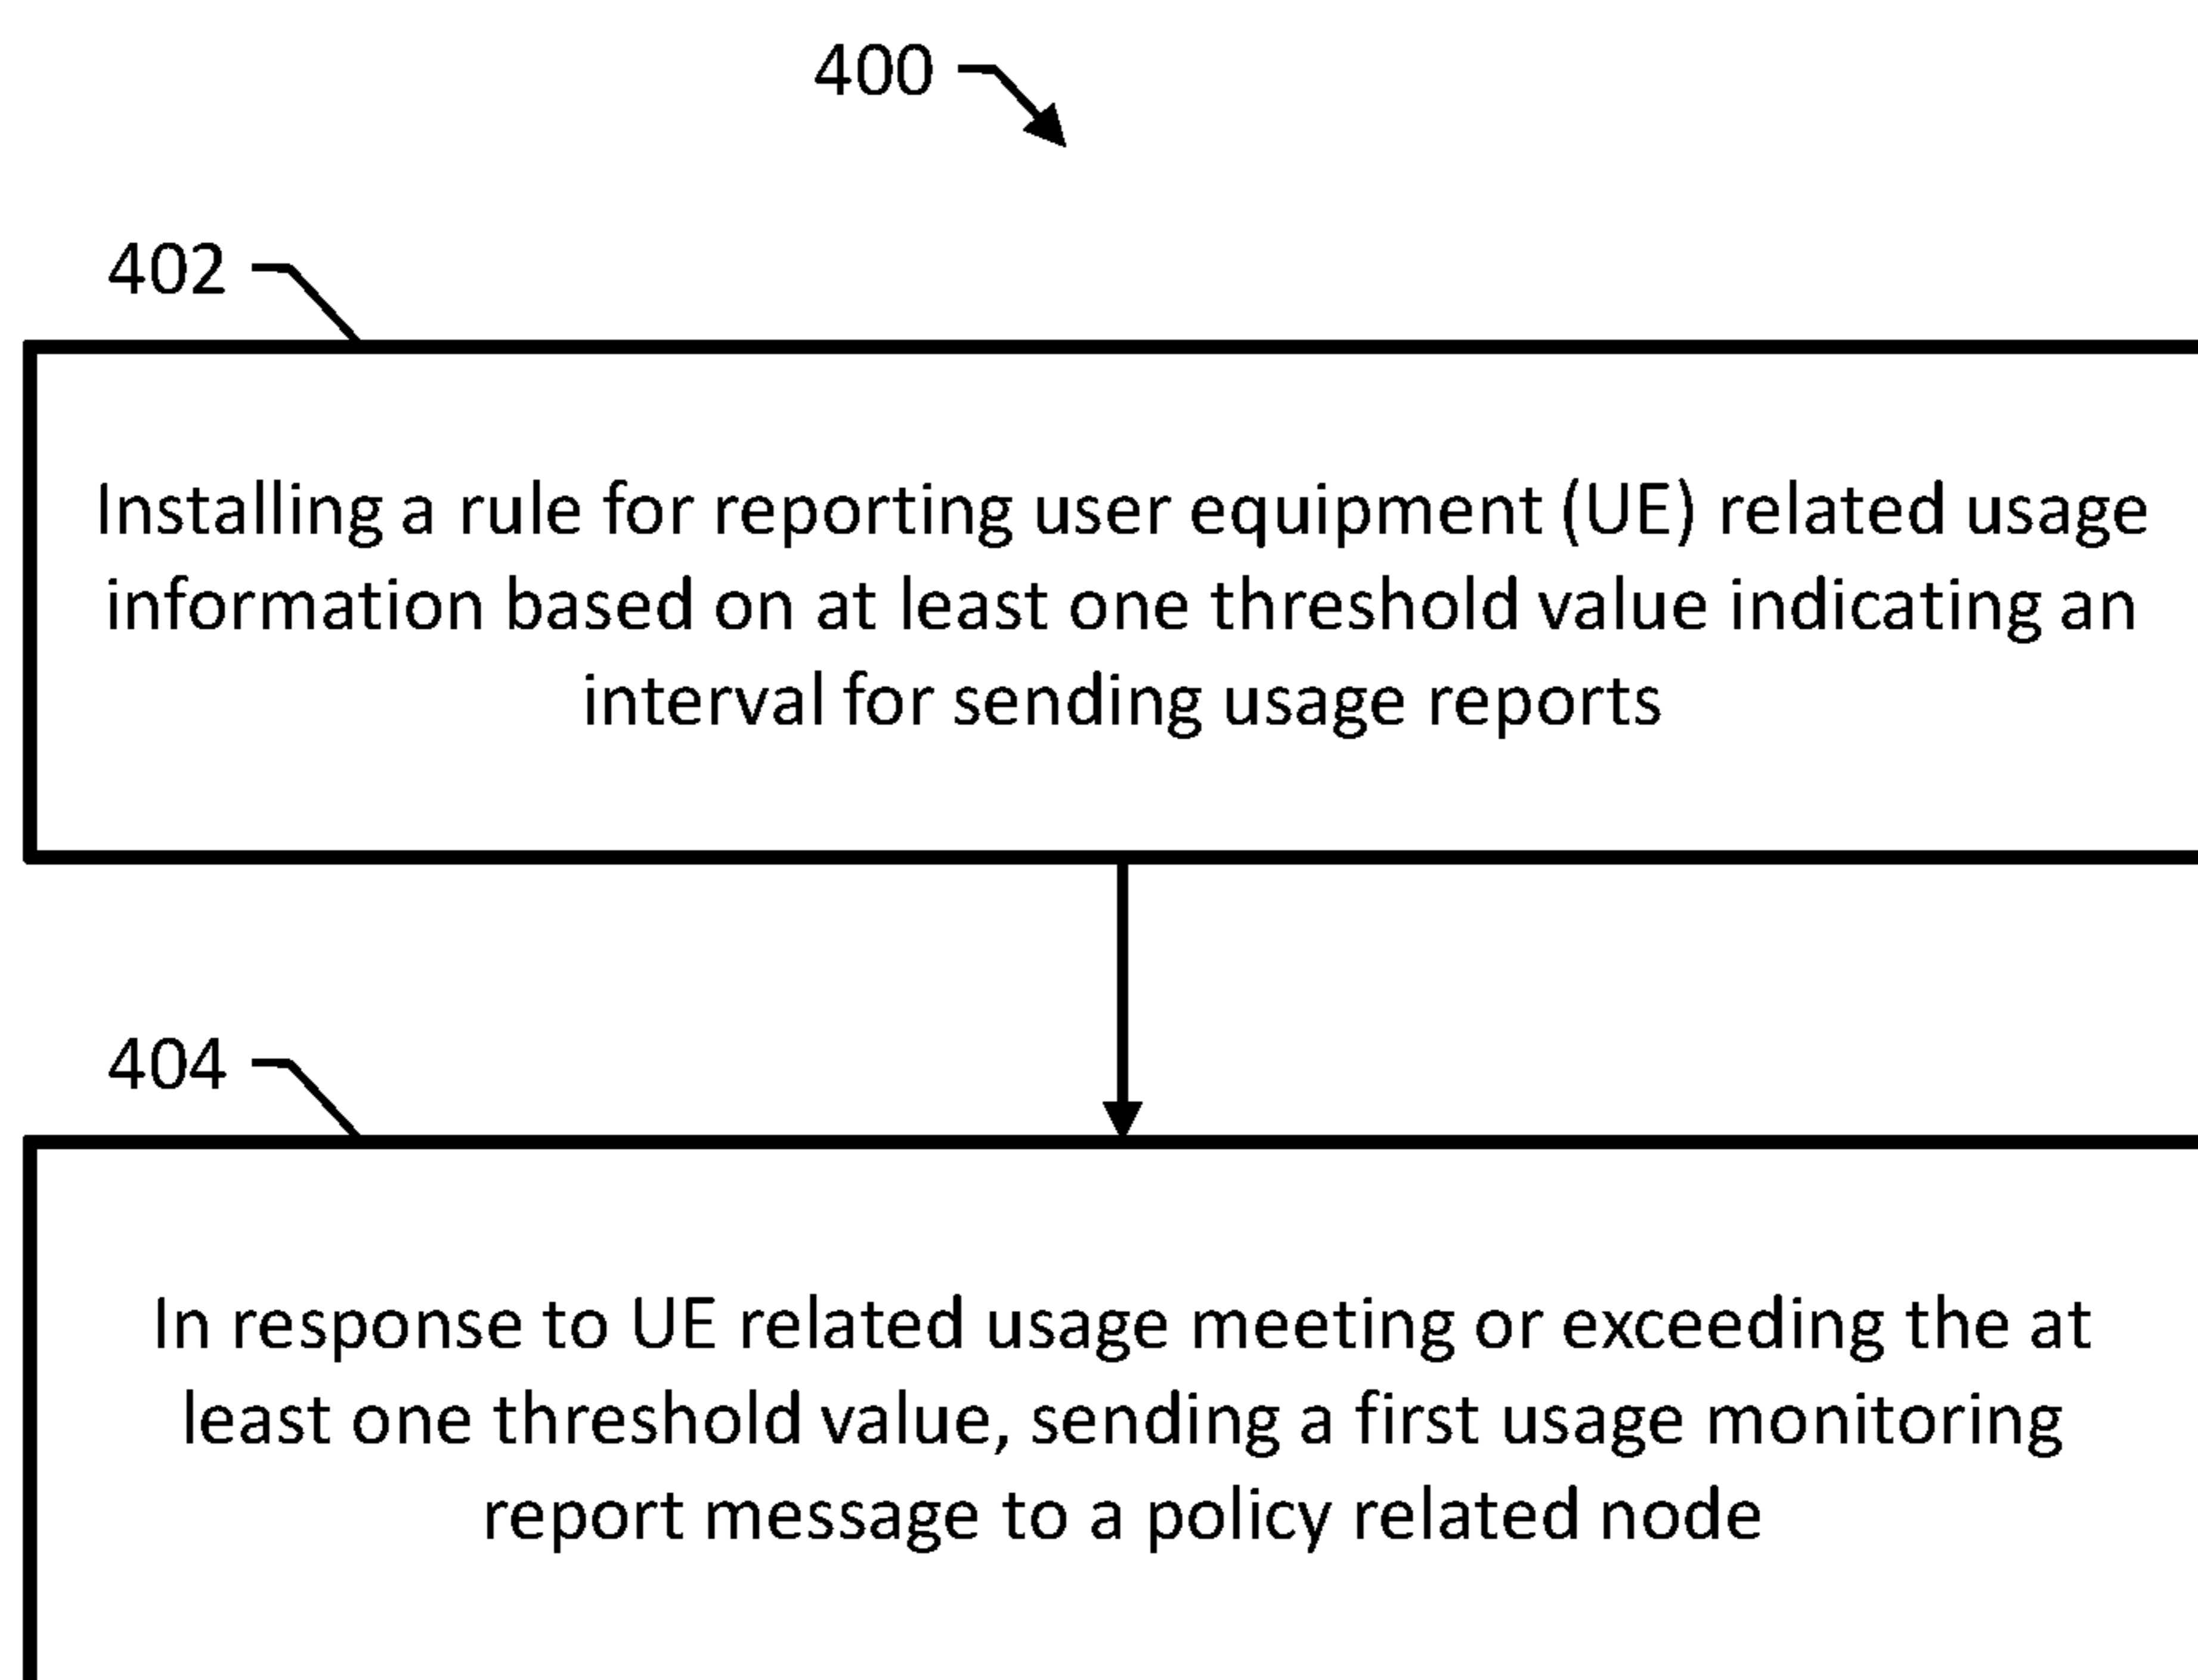 400
402
Installing a rule for reporting user equipment (UE) related usage
information based on at least one threshold value indicating an
interval for sending usage reports
404
In response to UE related usage meeting or exceeding the at
least one threshold value, sending a first usage monitoring
report message to a policy related node